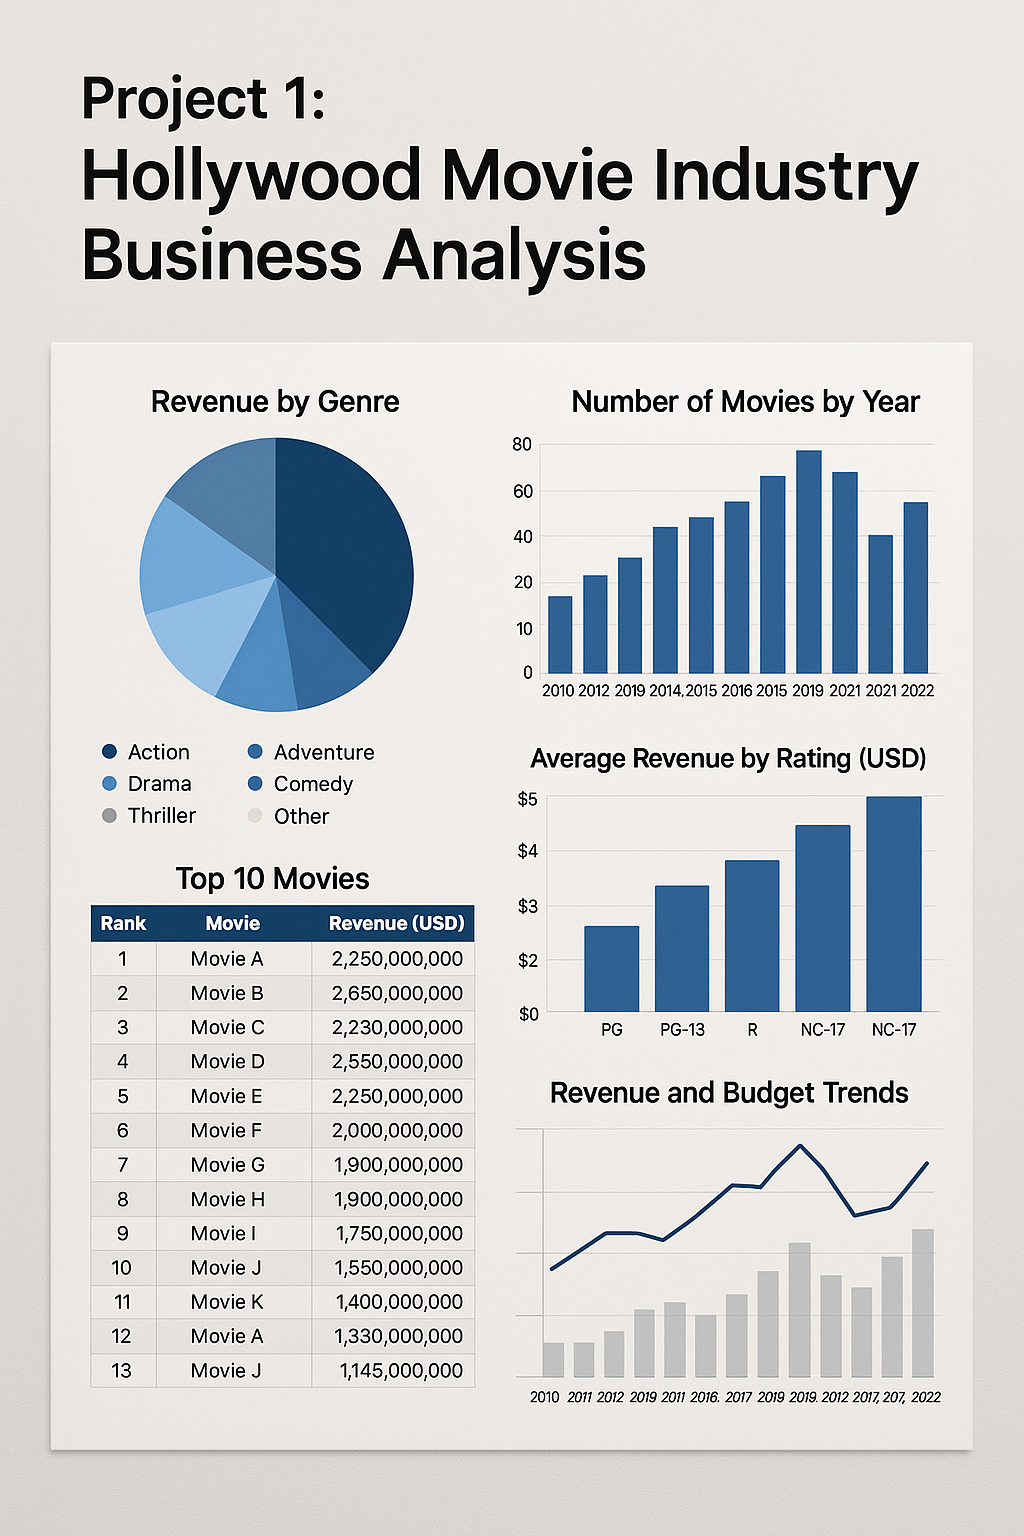 Project 1:
Hollywood Movie Industry
Business Analysis
Revenue by Genre
Action
Adventure
Drama
Comedy
Thriller
Other
Top 10 Movies
Rank Movie Revenue (USD)
1 Movie A 2,250,000,000
2 Movie B 2,650,000,000
3 Movie C 2,230,000,000
4 Movie D 2,550,000,000
5 Movie E 2,250,000,000
6 Movie F 2,000,000,000
7 Movie G 1,900,000,000
8 Movie H 1,900,000,000
9 Movie I 1,750,000,000
10 Movie J 1,550,000,000
11 Movie K 1,400,000,000
12 Movie A 1,330,000,000
13 Movie J 1,145,000,000
Number of Movies by Year
80
60
40
20
10
0
2010 2012 2019 2014, 2015 2016 2015 2019 2021 2021 2022
Average Revenue by Rating (USD)
$5
$4
$3
$2
$0
PG PG-13 R NC-17 NC-17
Revenue and Budget Trends
2010 2011 2012 2019 2011 2016. 2017 2019 2019. 2012 2017, 207, 2022